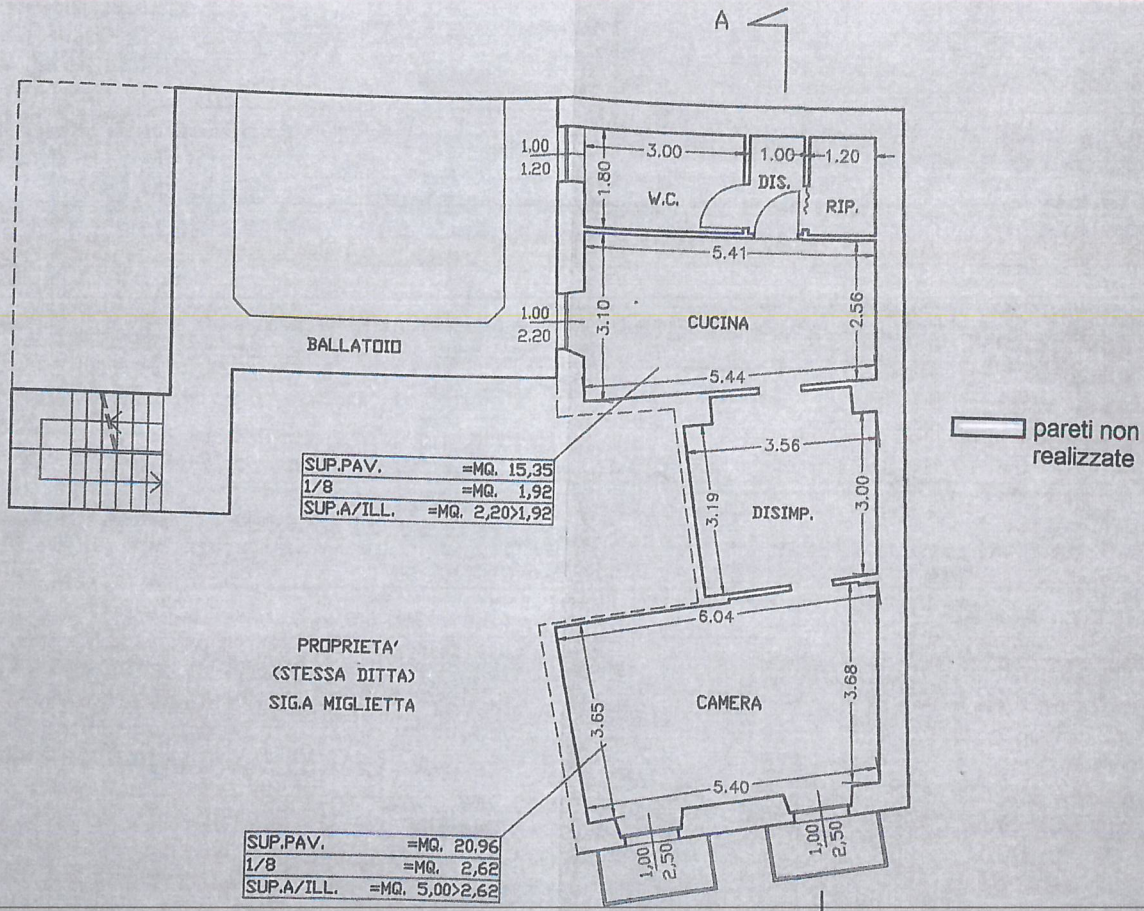 A
1,00
1.20
3.00
1.00
1.20
1.80
W.C.
DIS.
RIP.
5.41
1.00
2.20
3.10
CUCINA
2.56
BALLATOIO
5.44
pareti non
realizzate
3.56
SUP.PAV. =MQ. 15,35
1/8 =MQ. 1,92
SUP.A/ILL. =MQ. 2,20>1,92
3.19
DISIMP.
3.00
6.04
PROPRIETA'
(STESSA DITTA)
SIG.A MIGLIETTA
3.65
CAMERA
3.68
5.40
SUP.PAV. =MQ. 20,96
1/8 =MQ. 2,62
SUP.A/ILL. =MQ. 5,00>2,62
1,00
2,50
1,00
2,50